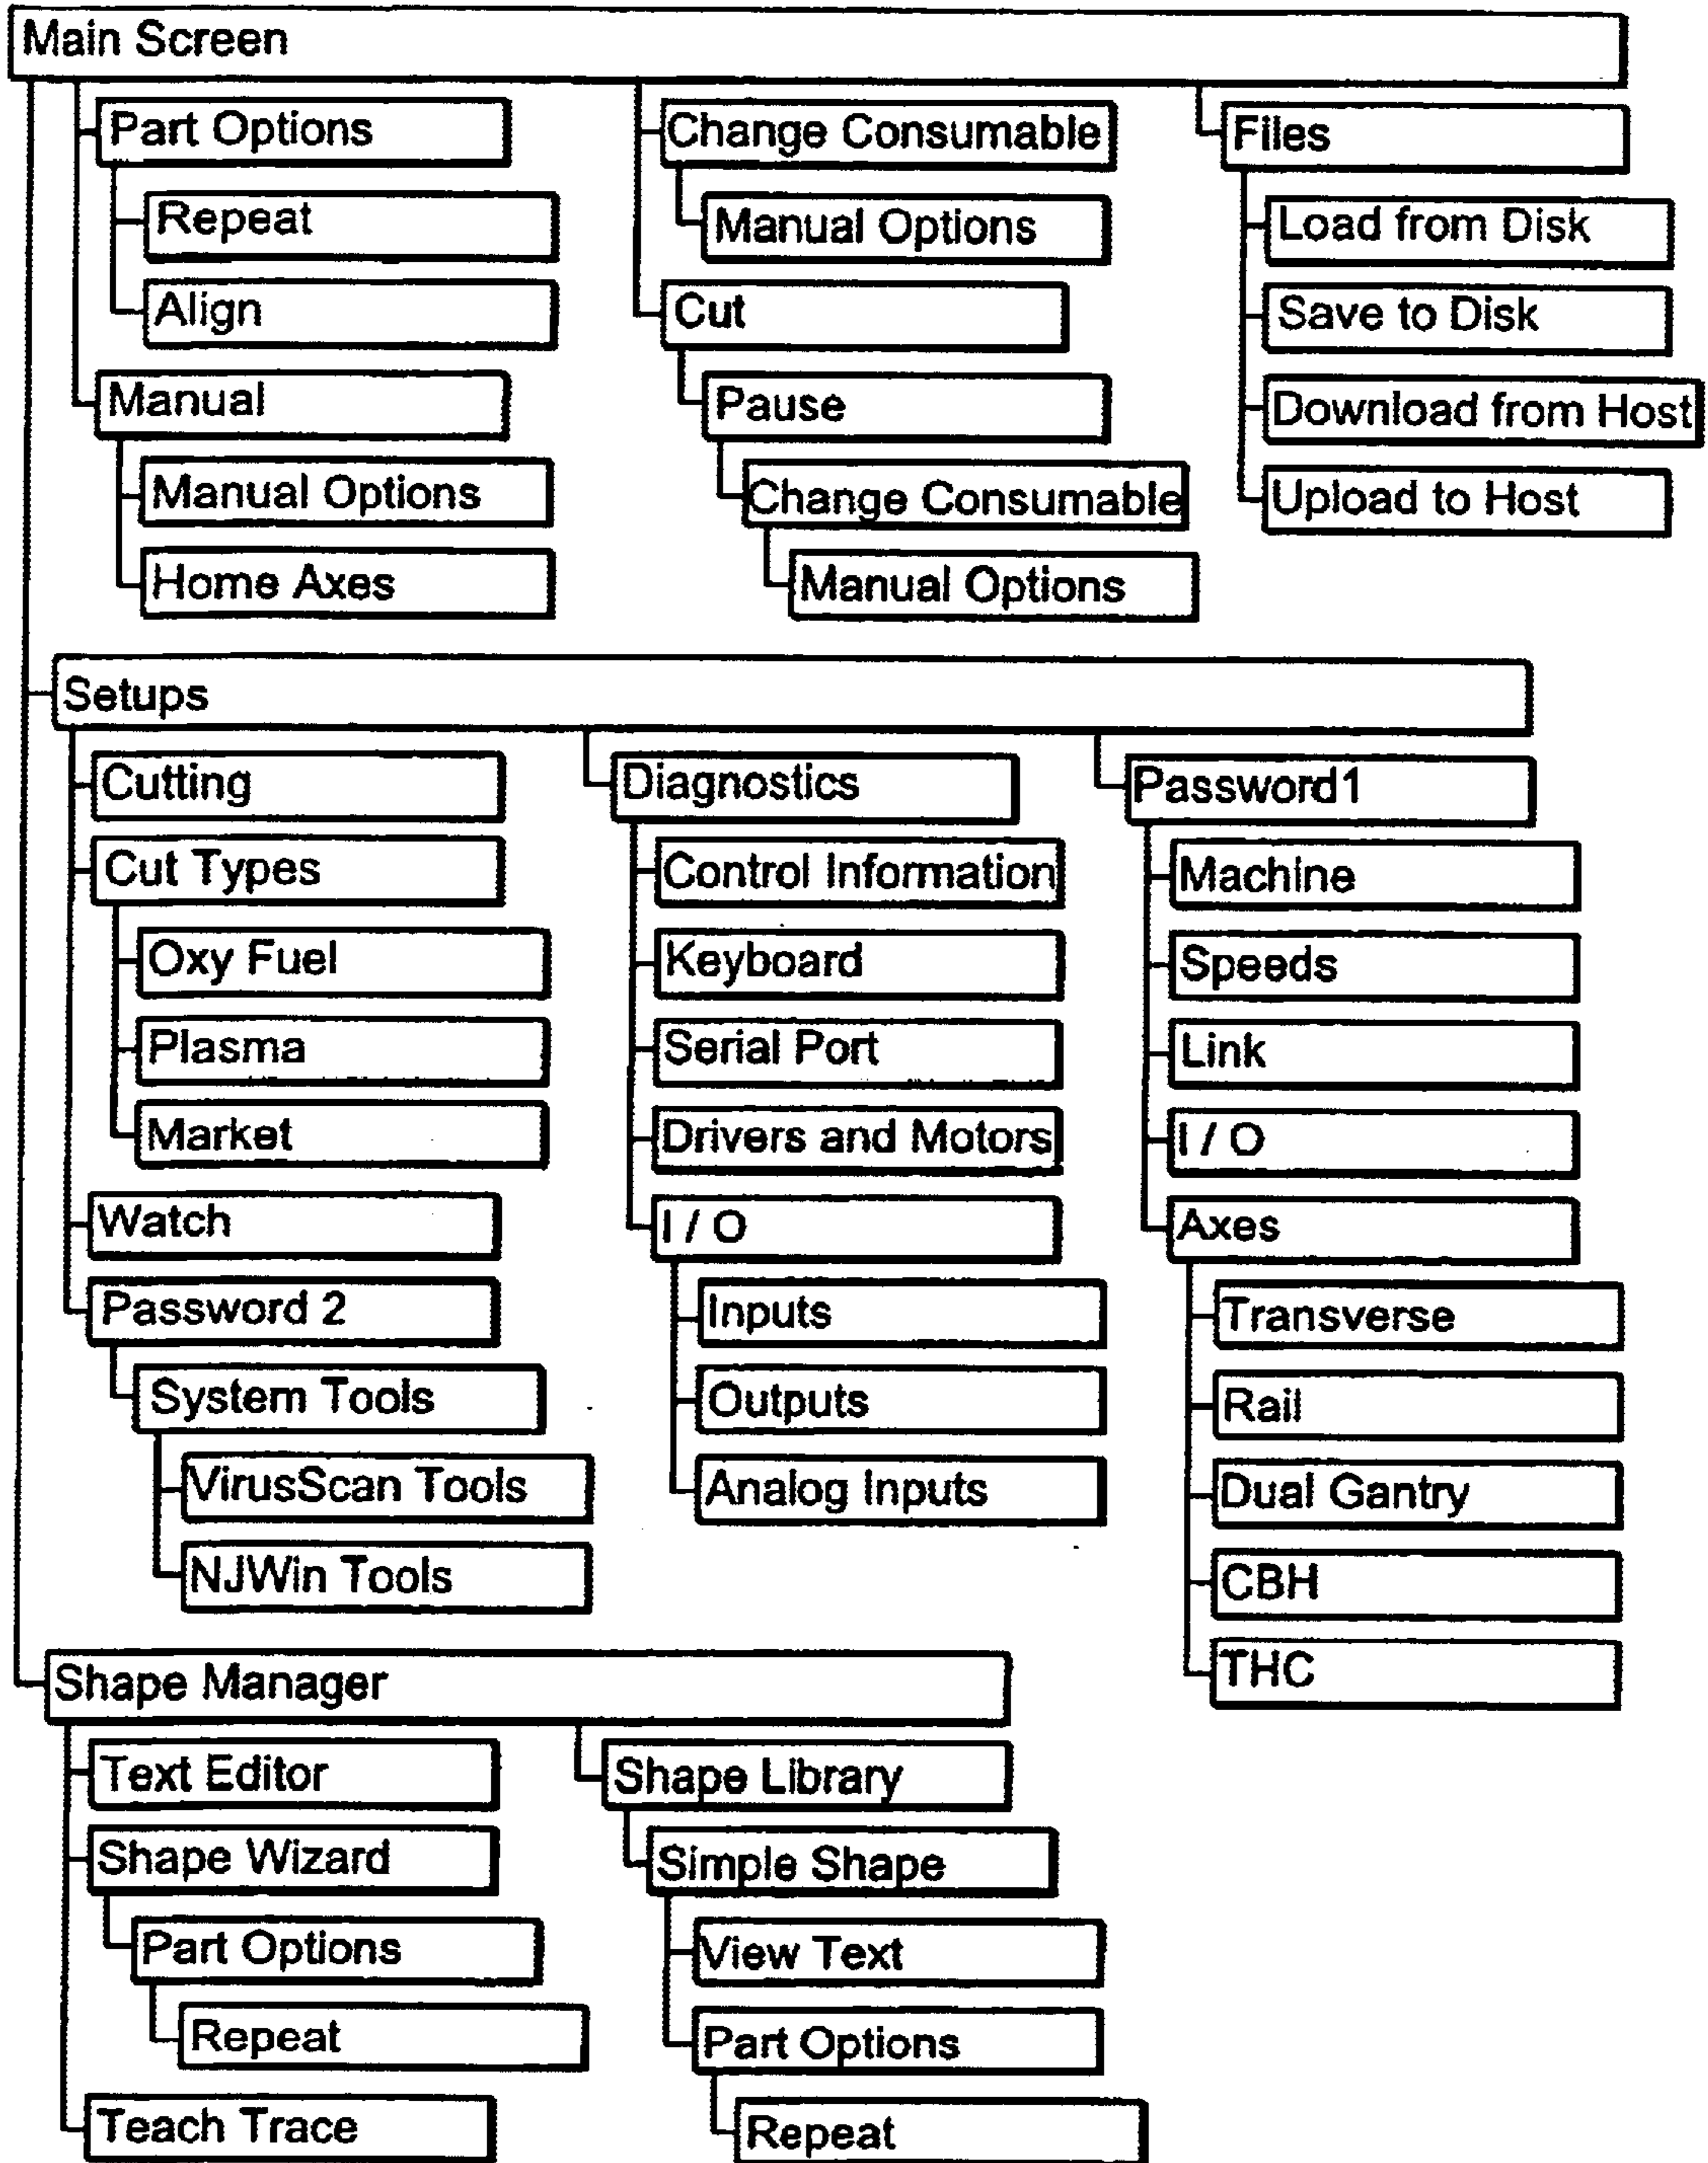 Main Screen
Part Options
Repeat
Align
Manual
Manual Options
Home Axes
Change Consumable
Manual Options
Cut
Pause
Change Consumable
Manual Options
Files
Load from Disk
Save to Disk
Download from Host
Upload to Host
Setups
Cutting
Cut Types
Oxy Fuel
Plasma
Market
Watch
Password 2
System Tools
VirusScan Tools
NJWin Tools
Diagnostics
Control Information
Keyboard
Serial Port
Drivers and Motors
I / O
Inputs
Outputs
Analog Inputs
Password1
Machine
Speeds
Link
I / O
Axes
Transverse
Rail
Dual Gantry
CBH
THC
Shape Manager
Text Editor
Shape Wizard
Part Options
Repeat
Teach Trace
Shape Library
Simple Shape
View Text
Part Options
Repeat